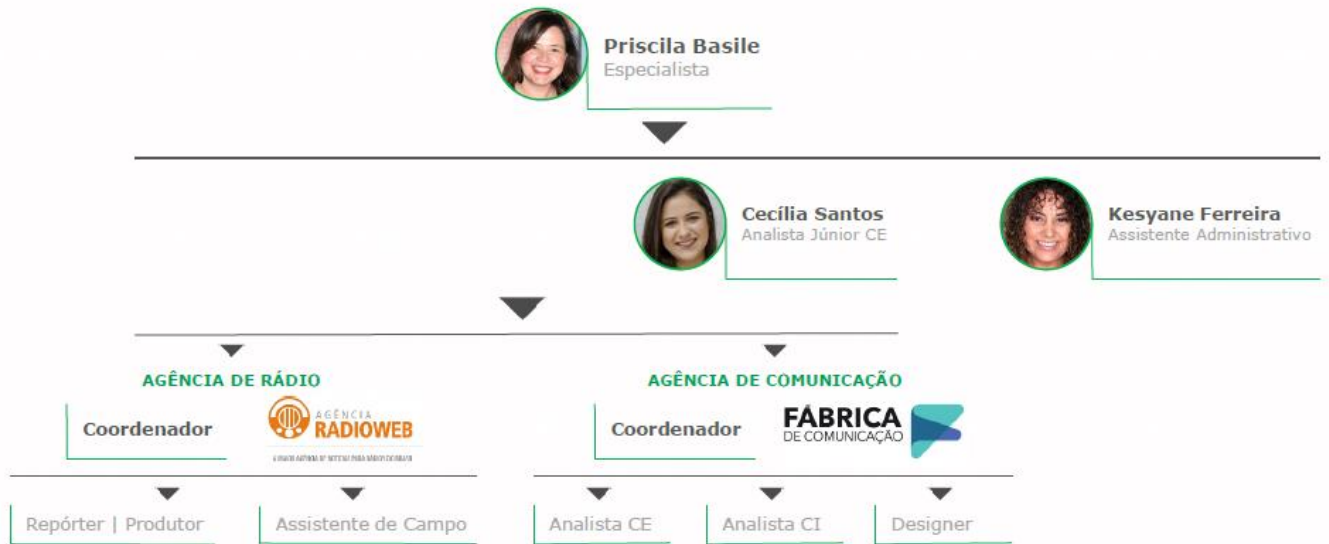 Priscila Basile
Especialista
Cecília Santos
Analista Júnior CE
Kesyane Ferreira
Assistente Administrativo
AGÊNCIA DE RÁDIO
Coordenador
AGÊNCIA
RADIOWEB
AGÊNCIA DE COMUNICAÇÃO
Coordenador
FÁBRICA
DE COMUNICAÇÃO
Repórter | Produtor
Assistente de Campo
Analista CE
Analista CI
Designer